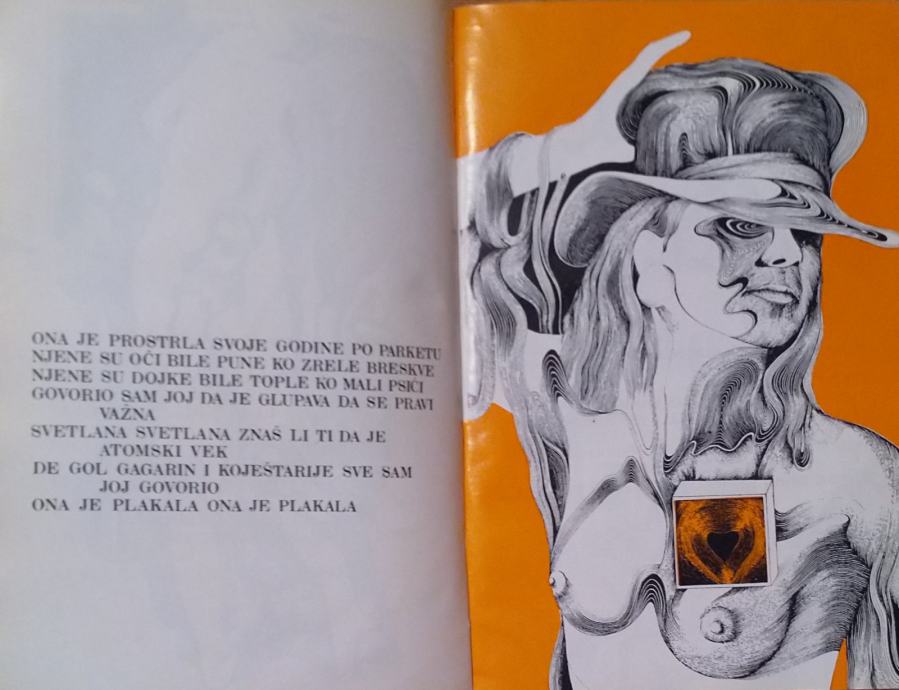 ONA JE PROSTRLA SVOJE GODINE PO PARKETU
NJENE SU OČI BILE PUNE KO ZRELE BRESKVE
NJENE SU DOJKE BILE TOPLE KO MALI PSIĆI
GOVORIO SAM JOJ DA JE GLUPAVA DA SE PRAVI
VAŽNA
SVETLANA SVETLANA ZNAŠ LI TI DA JE
ATOMSKI VEK
DE GOL GAGARIN I KOJEŠTARIJE SVE SAM
JOJ GOVORIO
ONA JE PLAKALA ONA JE PLAKALA